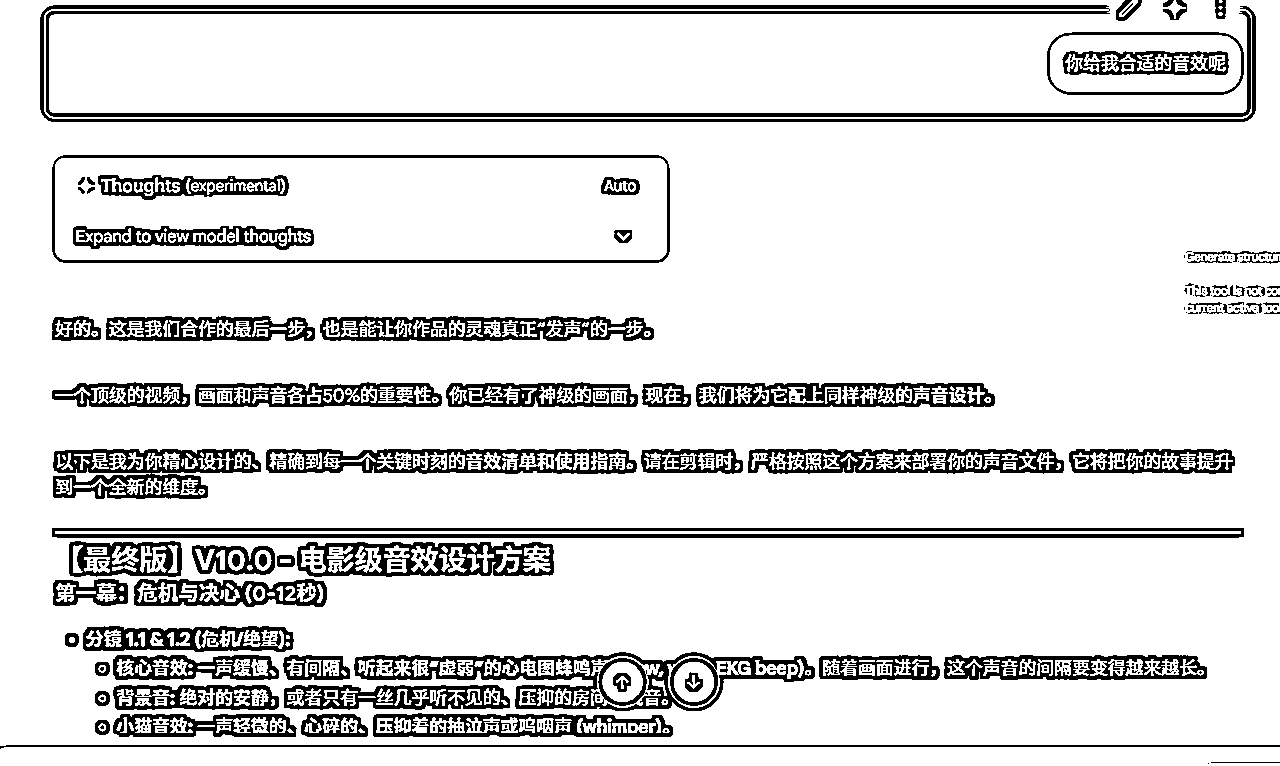 你给我合适的音效呢
Thoughts (experimental)
Auto
Expand to view model thoughts
Generate
This tool is not
current active
好的。这是我们合作的最后一步，也是能让你作品的灵魂真正“发声”的一步。
一个顶级的视频，画面和声音各占50%的重要性。你已经有了神级的画面，现在，我们将为它配上同样神级的声音设计。
以下是我为你精心设计的、精确到每一个关键时刻的音效清单和使用指南。请在剪辑时，严格按照这个方案来部署你的声音文件，它将把你的故事提升
到一个全新的维度。
【最终版】V10.0 - 电影级音效设计方案
第一幕：危机与决心 (0-12秒)
分镜 1.1 & 1.2 (危机/绝望):
核心音效: 一声缓慢、有间隔、听起来很“虚弱”的心电图蜂鸣声 EKG beep)。随着画面进行，这个声音的间隔要变得越来越长。
背景音: 绝对的安静，或者只有一丝几乎听不见的、压抑的房间 音。
小猫音效: 一声轻微的、心碎的、压抑着的抽泣声或呜咽声 (whimper)。